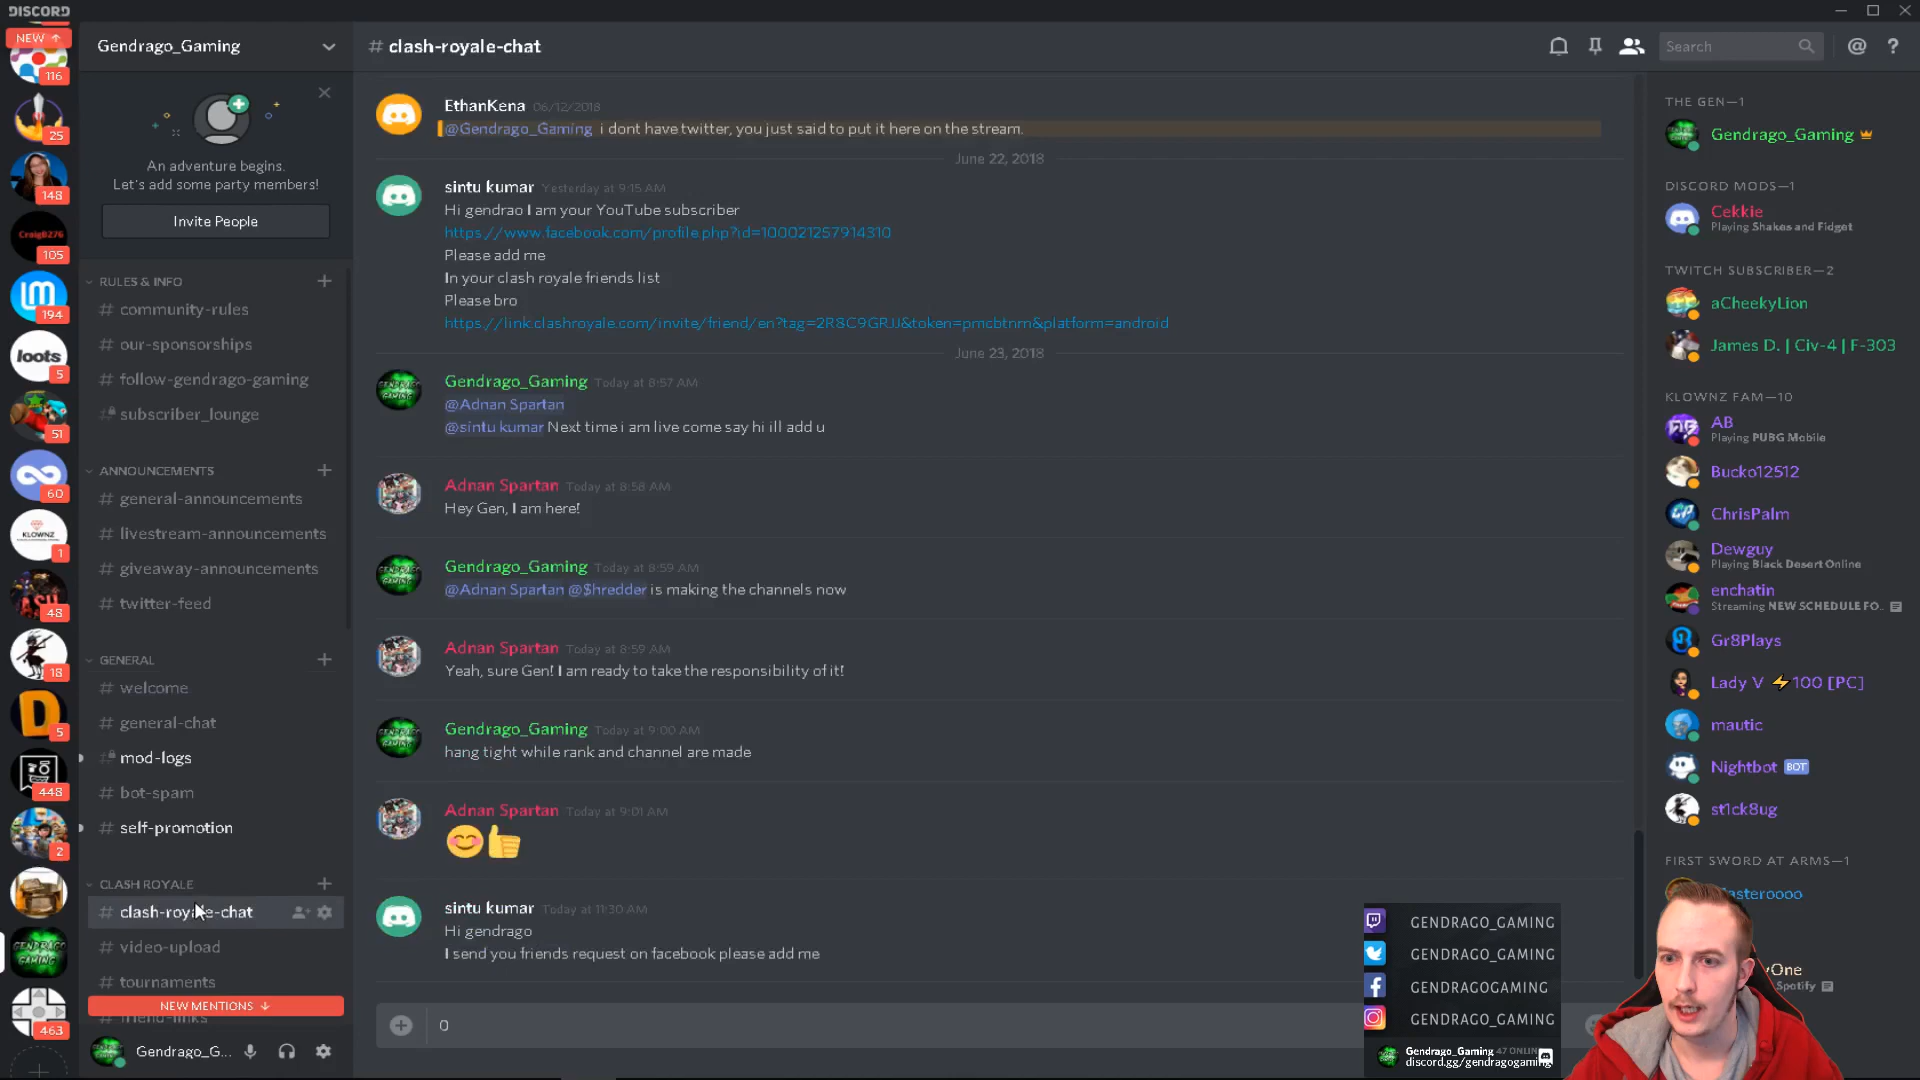 DISCORD
NEW ↑
116
25
148
CraigB276
105
194
loots
5
51
60
KLOWNZ
1
48
18
5
448
2
GENDRAGO
GAMING
463
Gendrago_Gaming
An adventure begins.
Let's add some party members!
Invite People
RULES & INFO
# community-rules
# our-sponsorships
# follow-gendrago-gaming
subscriber_lounge
ANNOUNCEMENTS
# general-announcements
# livestream-announcements
# giveaway-announcements
# twitter-feed
GENERAL
# welcome
# general-chat
mod-logs
# bot-spam
# self-promotion
CLASH ROYALE
# clash-royale-chat
# video-upload
# tournaments
NEW MENTIONS ↓
friend-links
Gendrago_G...
# clash-royale-chat
Search
EthanKena 06/12/2018
@Gendrago_Gaming i dont have twitter, you just said to put it here on the stream.
June 22, 2018
sintu kumar Yesterday at 9:15 AM
Hi gendrao I am your YouTube subscriber
https://www.facebook.com/profile.php?id=100021257914310
Please add me
In your clash royale friends list
Please bro
https://link.clashroyale.com/invite/friend/en?tag=2R8C9GRJJ&token=pmcbtnrn&platform=android
June 23, 2018
Gendrago_Gaming Today at 8:57 AM
@Adnan Spartan
@sintu kumar Next time i am live come say hi ill add u
Adnan Spartan Today at 8:58 AM
Hey Gen, I am here!
Gendrago_Gaming Today at 8:59 AM
@Adnan Spartan @$hredder is making the channels now
Adnan Spartan Today at 8:59 AM
Yeah, sure Gen! I am ready to take the responsibility of it!
Gendrago_Gaming Today at 9:00 AM
hang tight while rank and channel are made
Adnan Spartan Today at 9:01 AM
sintu kumar Today at 11:30 AM
Hi gendrago
I send you friends request on facebook please add me
0
THE GEN—1
Gendrago_Gaming
DISCORD MODS—1
Cekkie
Playing Shakes and Fidget
TWITCH SUBSCRIBER—2
aCheekyLion
James D. | Civ-4 | F-303
KLOWNZ FAM—10
AB
Playing PUBG Mobile
Bucko12512
ChrisPalm
Dewguy
Playing Black Desert Online
enchatin
Streaming NEW SCHEDULE FO..
Gr8Plays
Lady V ⚡100 [PC]
mautic
Nightbot BOT
st1ck8ug
FIRST SWORD AT ARMS—1
asteroooo
yOne
Spotify
GENDRAGO_GAMING
GENDRAGO_GAMING
GENDRAGOGAMING
GENDRAGO_GAMING
Gendrago_Gaming 47 ONLIN
discord.gg/gendragogaming